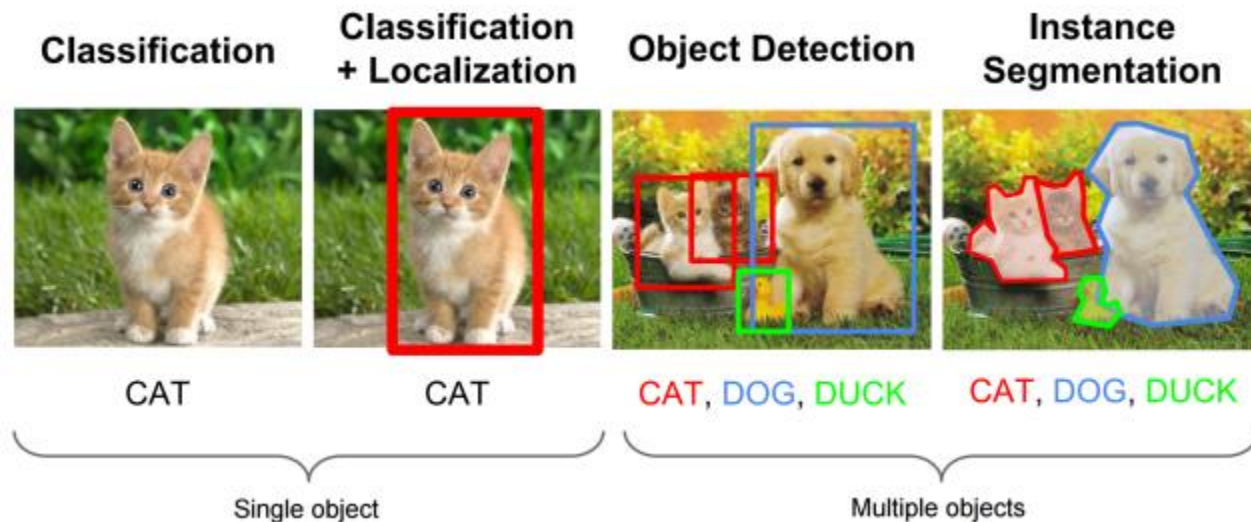 Classification
Classification
+ Localization
Object Detection
Instance
Segmentation
CAT
CAT
CAT, DOG, DUCK
CAT, DOG, DUCK
Single object
Multiple objects